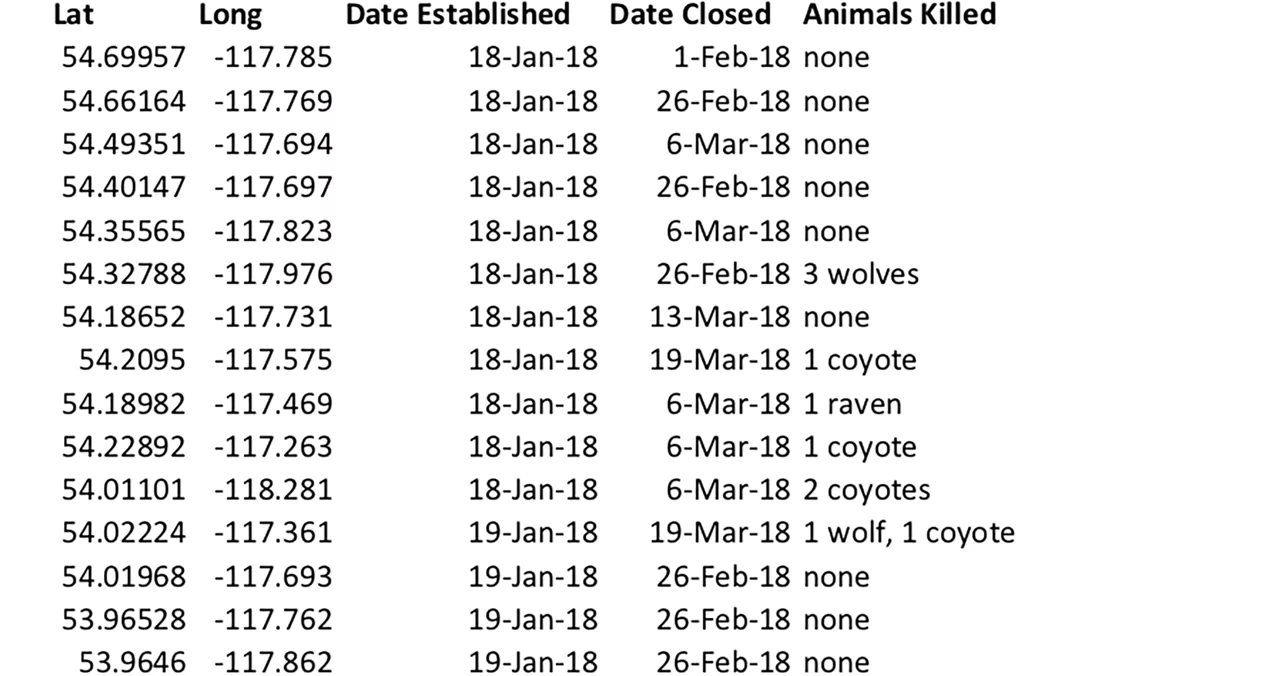 Lat Long Date Established Date Closed Animals Killed
54.69957 -117.785 18-Jan-18 1-Feb-18 none
54.66164 -117.769 18-Jan-18 26-Feb-18 none
54.49351 -117.694 18-Jan-18 6-Mar-18 none
54.40147 -117.697 18-Jan-18 26-Feb-18 none
54.35565 -117.823 18-Jan-18 6-Mar-18 none
54.32788 -117.976 18-Jan-18 26-Feb-18 3 wolves
54.18652 -117.731 18-Jan-18 13-Mar-18 none
54.2095 -117.575 18-Jan-18 19-Mar-18 1 coyote
54.18982 -117.469 18-Jan-18 6-Mar-18 1 raven
54.22892 -117.263 18-Jan-18 6-Mar-18 1 coyote
54.01101 -118.281 18-Jan-18 6-Mar-18 2 coyotes
54.02224 -117.361 19-Jan-18 19-Mar-18 1 wolf, 1 coyote
54.01968 -117.693 19-Jan-18 26-Feb-18 none
53.96528 -117.762 19-Jan-18 26-Feb-18 none
53.9646 -117.862 19-Jan-18 26-Feb-18 none